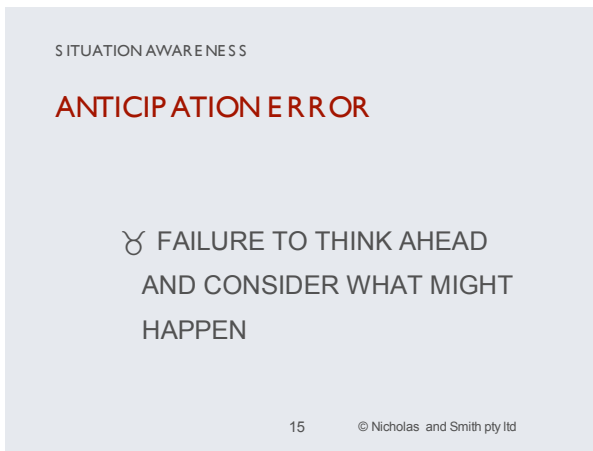 SITUATION AWARENESS
ANTICIPATION ERROR
♉ FAILURE TO THINK AHEAD
AND CONSIDER WHAT MIGHT
HAPPEN
15 © Nicholas and Smith pty ltd